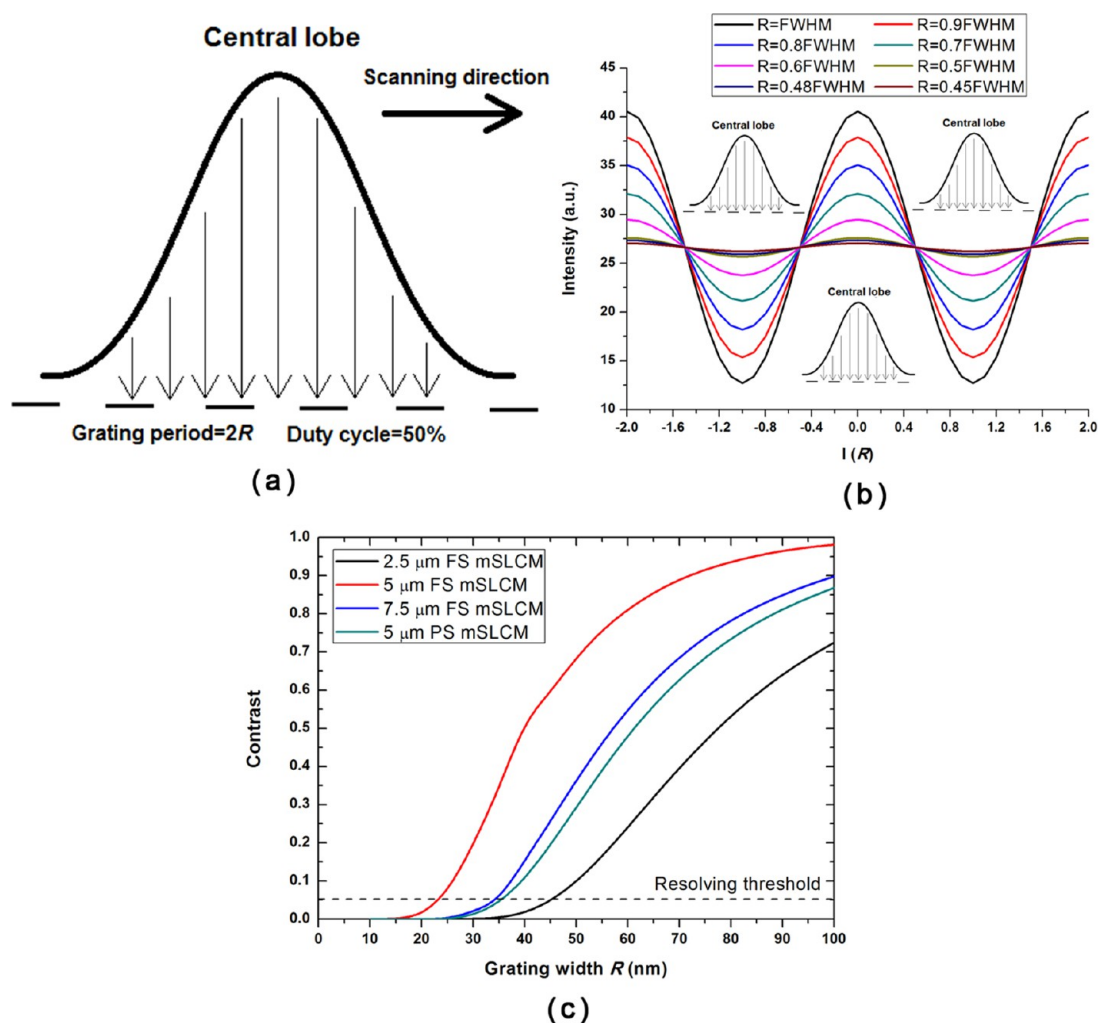 Central lobe
Scanning direction
Grating period=2R
Duty cycle=50%
(a)
R=FWHM
R=0.9FWHM
R=0.8FWHM
R=0.7FWHM
R=0.6FWHM
R=0.5FWHM
R=0.48FWHM
R=0.45FWHM
45
40
35
30
25
20
15
10
Intensity (a.u.)
Central lobe
Central lobe
Central lobe
-2.0 -1.6 -1.2 -0.8 -0.4 0.0 0.4 0.8 1.2 1.6 2.0
I (R)
(b)
1.0
0.9
0.8
0.7
0.6
0.5
0.4
0.3
0.2
0.1
0.0
Contrast
2.5 μm FS mSLCM
5 μm FS mSLCM
7.5 μm FS mSLCM
5 μm PS mSLCM
Resolving threshold
0 10 20 30 40 50 60 70 80 90 100
Grating width R (nm)
(c)